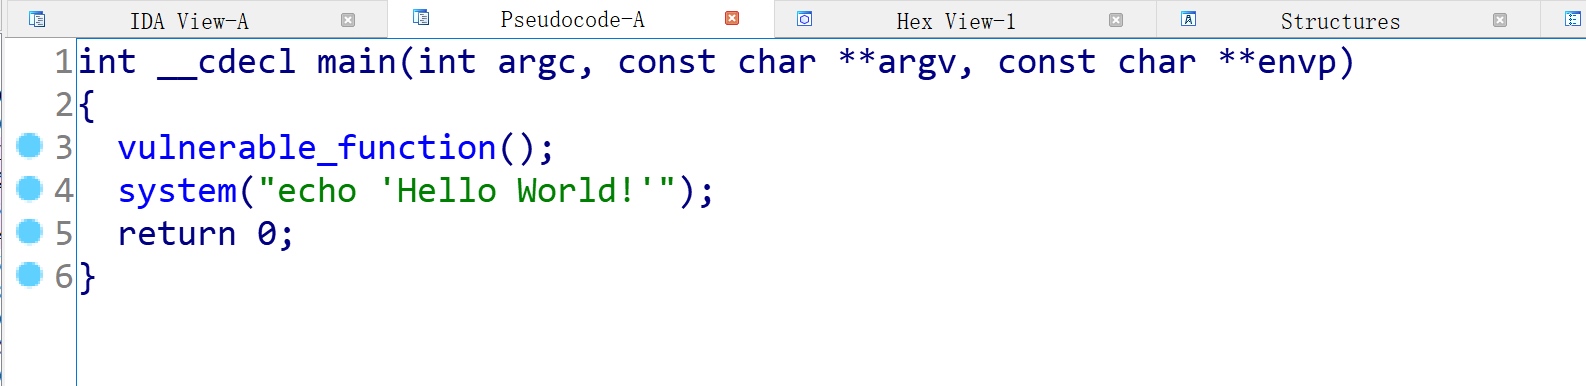 IDA View-A Pseudocode-A Hex View-1 Structures
1 int __cdecl main(int argc, const char **argv, const char **envp)
2 {
3   vulnerable_function();
4   system("echo 'Hello World!'");
5   return 0;
6 }